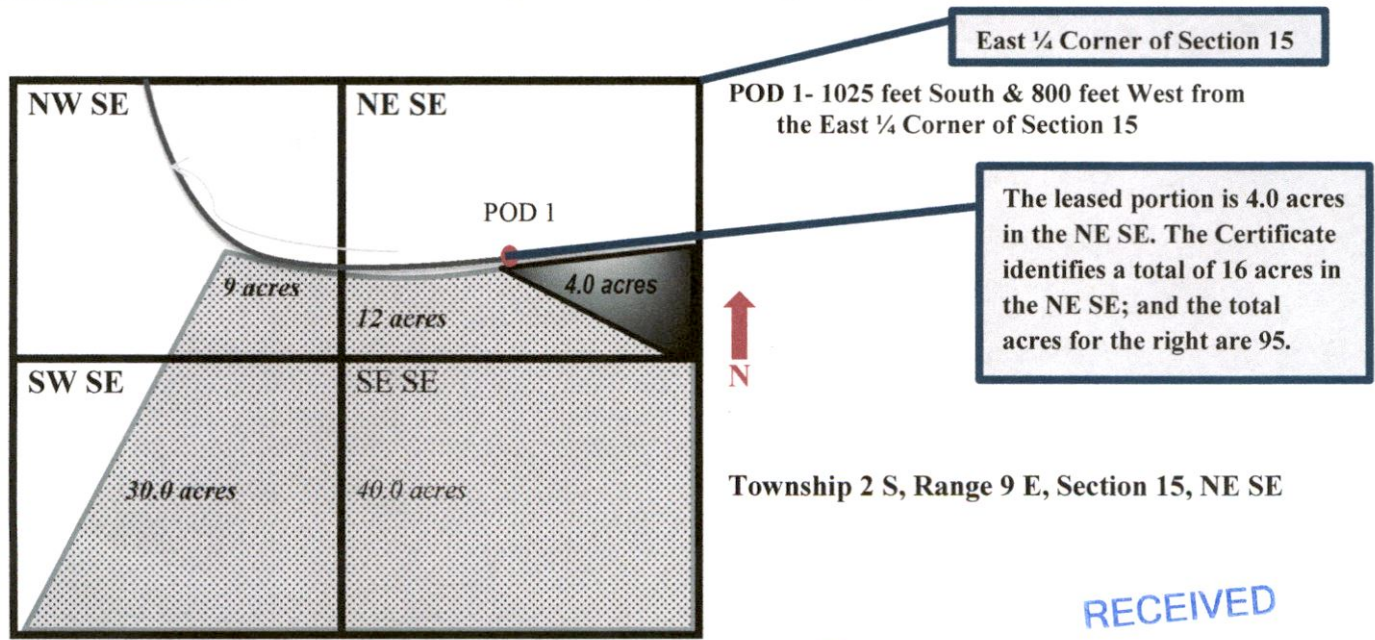 East ¼ Corner of Section 15
NW SE
NE SE
POD 1- 1025 feet South & 800 feet West from
the East ¼ Corner of Section 15
POD 1
The leased portion is 4.0 acres
in the NE SE. The Certificate
identifies a total of 16 acres in
the NE SE; and the total
acres for the right are 95.
9 acres
4.0 acres
12 acres
N
SW SE
SE SE
30.0 acres
40.0 acres
Township 2 S, Range 9 E, Section 15, NE SE
RECEIVED